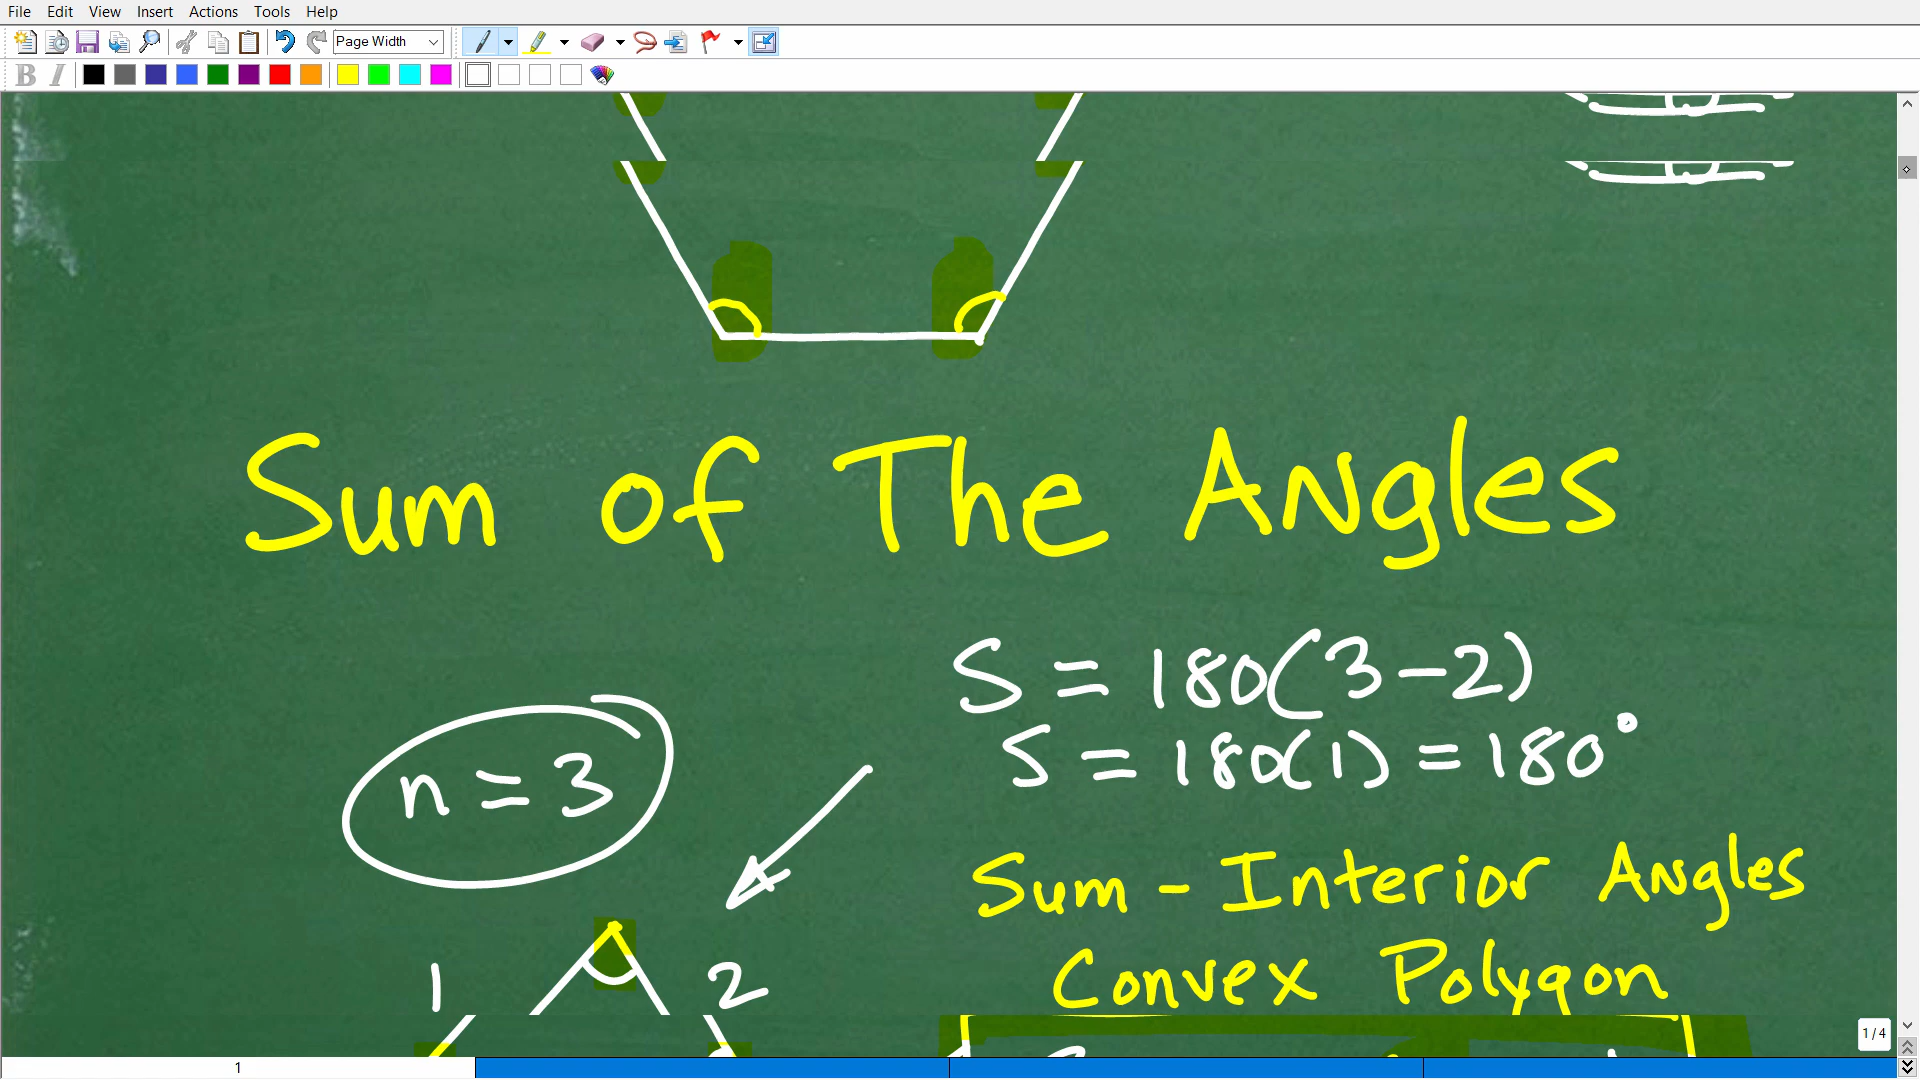 File Edit View Insert Actions Tools Help
Page Width
B I
Sum of The Angles
S = 180(3-2)
S = 180(1) = 180°
n = 3
Sum - Interior Angles
Convex Polygon
1 2
1/4
1